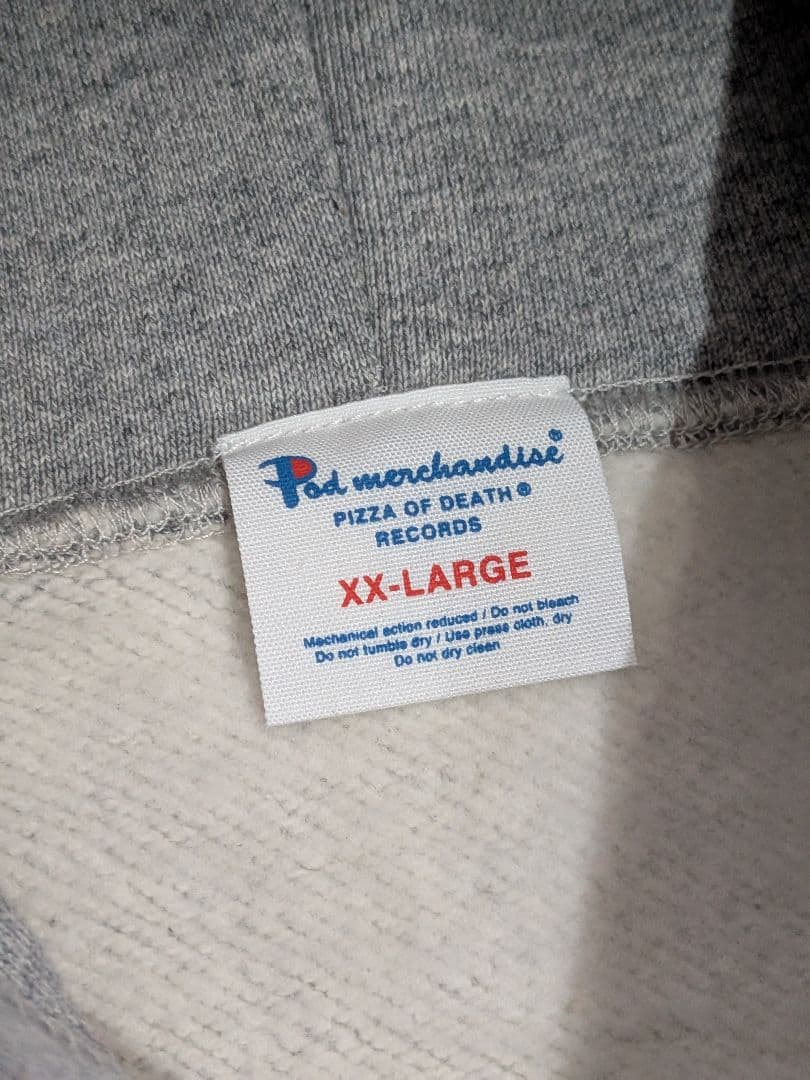 Pod merchandise®
PIZZA OF DEATH®
RECORDS
XX-LARGE
Mechanical action reduced / Do not bleach
Do not tumble dry / Use press cloth, dry
Do not dry clean